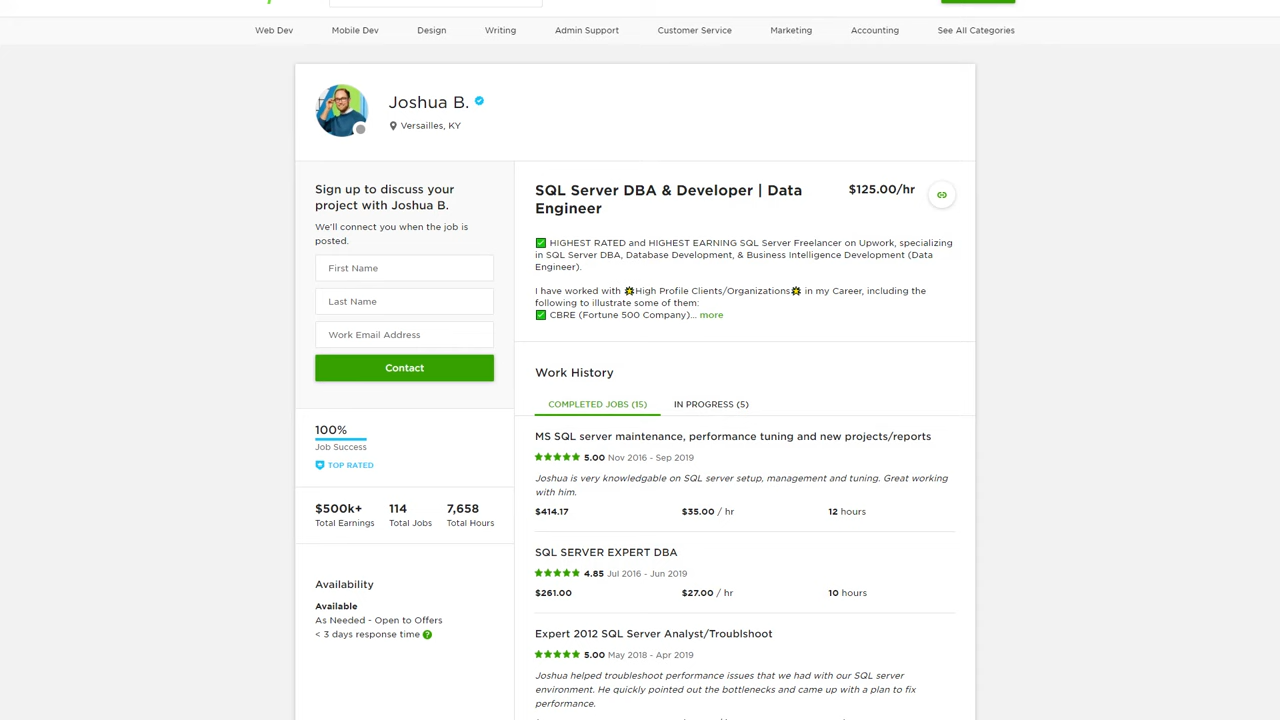 Web Dev
Mobile Dev
Design
Writing
Admin Support
Customer Service
Marketing
Accounting
See All Categories
Joshua B.
Versailles, KY
Sign up to discuss your
project with Joshua B.
We'll connect you when the job is
posted.
First Name
Last Name
Work Email Address
Contact
100%
Job Success
TOP RATED
$500k+ 114 7,658
Total Earnings Total Jobs Total Hours
Availability
Available
As Needed - Open to Offers
< 3 days response time ?
SQL Server DBA & Developer | Data
Engineer
$125.00/hr
✅ HIGHEST RATED and HIGHEST EARNING SQL Server Freelancer on Upwork, specializing
in SQL Server DBA, Database Development, & Business Intelligence Development (Data
Engineer).
I have worked with 💥High Profile Clients/Organizations💥 in my Career, including the
following to illustrate some of them:
✅ CBRE (Fortune 500 Company)... more
Work History
COMPLETED JOBS (15)
IN PROGRESS (5)
MS SQL server maintenance, performance tuning and new projects/reports
5.00 Nov 2016 - Sep 2019
Joshua is very knowledgable on SQL server setup, management and tuning. Great working
with him.
$414.17 $35.00 / hr 12 hours
SQL SERVER EXPERT DBA
4.85 Jul 2016 - Jun 2019
$261.00 $27.00 / hr 10 hours
Expert 2012 SQL Server Analyst/Troublshoot
5.00 May 2018 - Apr 2019
Joshua helped troubleshoot performance issues that we had with our SQL server
environment. He quickly pointed out the bottlenecks and came up with a plan to fix
performance.